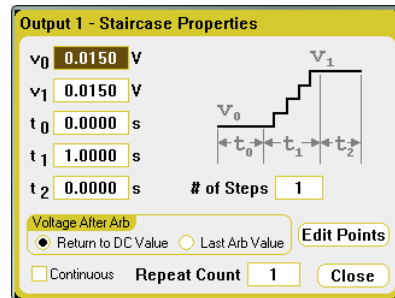 Output 1 - Staircase Properties
v0 0.0150 V
v1 0.0150 V
t0 0.0000 s
t1 1.0000 s
t2 0.0000 s
V0
V1
t0 t1 t2
# of Steps 1
Voltage After Arb
Return to DC Value Last Arb Value
Edit Points
Continuous Repeat Count 1 Close